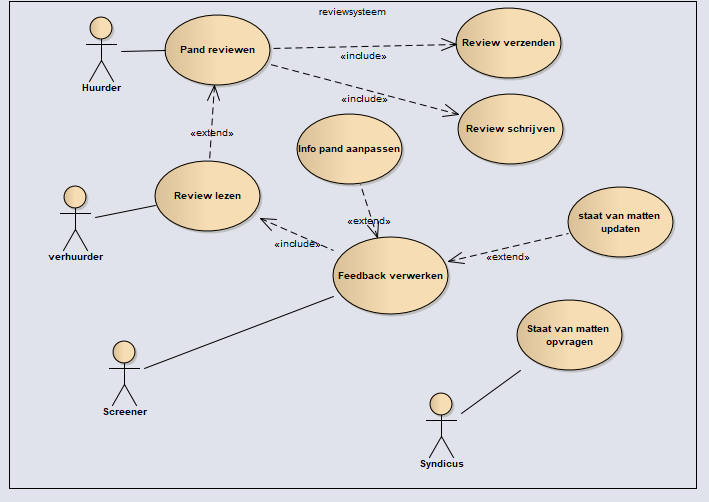 reviewsysteem
Huurder
Pand reviewen
Review verzenden
«include»
«include»
Review schrijven
«extend»
Info pand aanpassen
verhuurder
Review lezen
«extend»
staat van matten
updaten
«include»
«extend»
Feedback verwerken
Staat van matten
opvragen
Screener
Syndicus